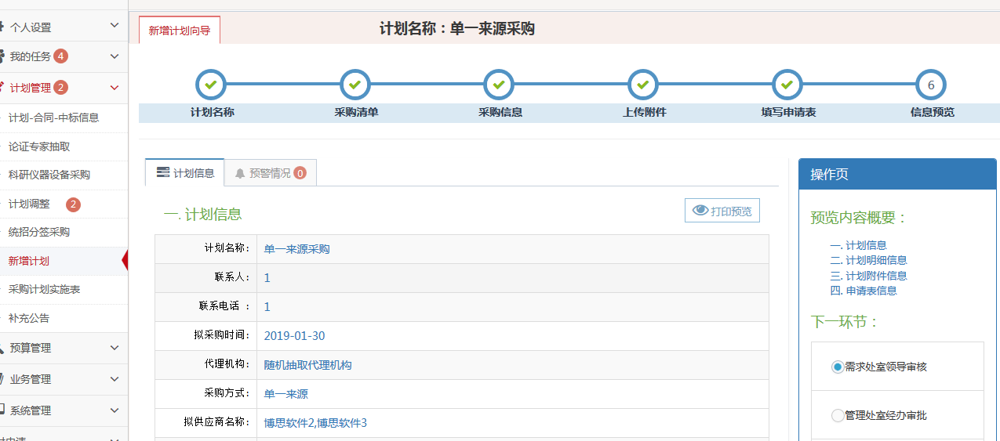 个人设置
我的任务 4
计划管理 2
计划-合同-中标信息
论证专家抽取
科研仪器设备采购
计划调整 2
统招分签采购
新增计划
采购计划实施表
补充公告
预算管理
业务管理
系统管理
新增计划向导
计划名称：单一来源采购
6
计划名称 采购清单 采购信息 上传附件 填写申请表 信息预览
计划信息 预警情况 0
一. 计划信息
打印预览
计划名称: 单一来源采购
联系人: 1
联系电话 : 1
拟采购时间: 2019-01-30
代理机构: 随机抽取代理机构
采购方式: 单一来源
拟供应商名称: 博思软件2,博思软件3
操作页
预览内容概要：
一. 计划信息
二. 计划明细信息
三. 计划附件信息
四. 申请表信息
下一环节：
需求处室领导审核
管理处室经办审批